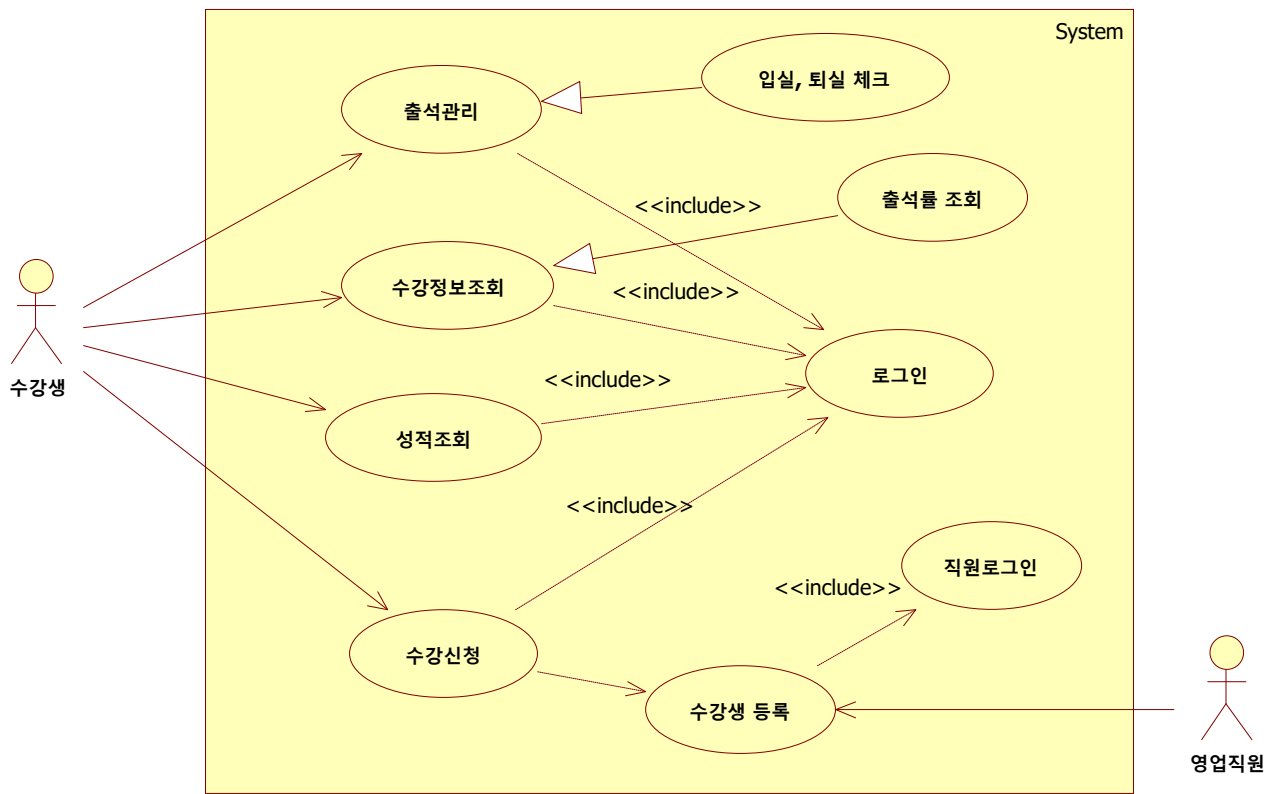 System
입실, 퇴실 체크
출석관리
출석률 조회
<<include>>
수강정보조회
<<include>>
로그인
수강생
<<include>>
성적조회
<<include>>
직원로그인
<<include>>
수강신청
수강생 등록
영업직원